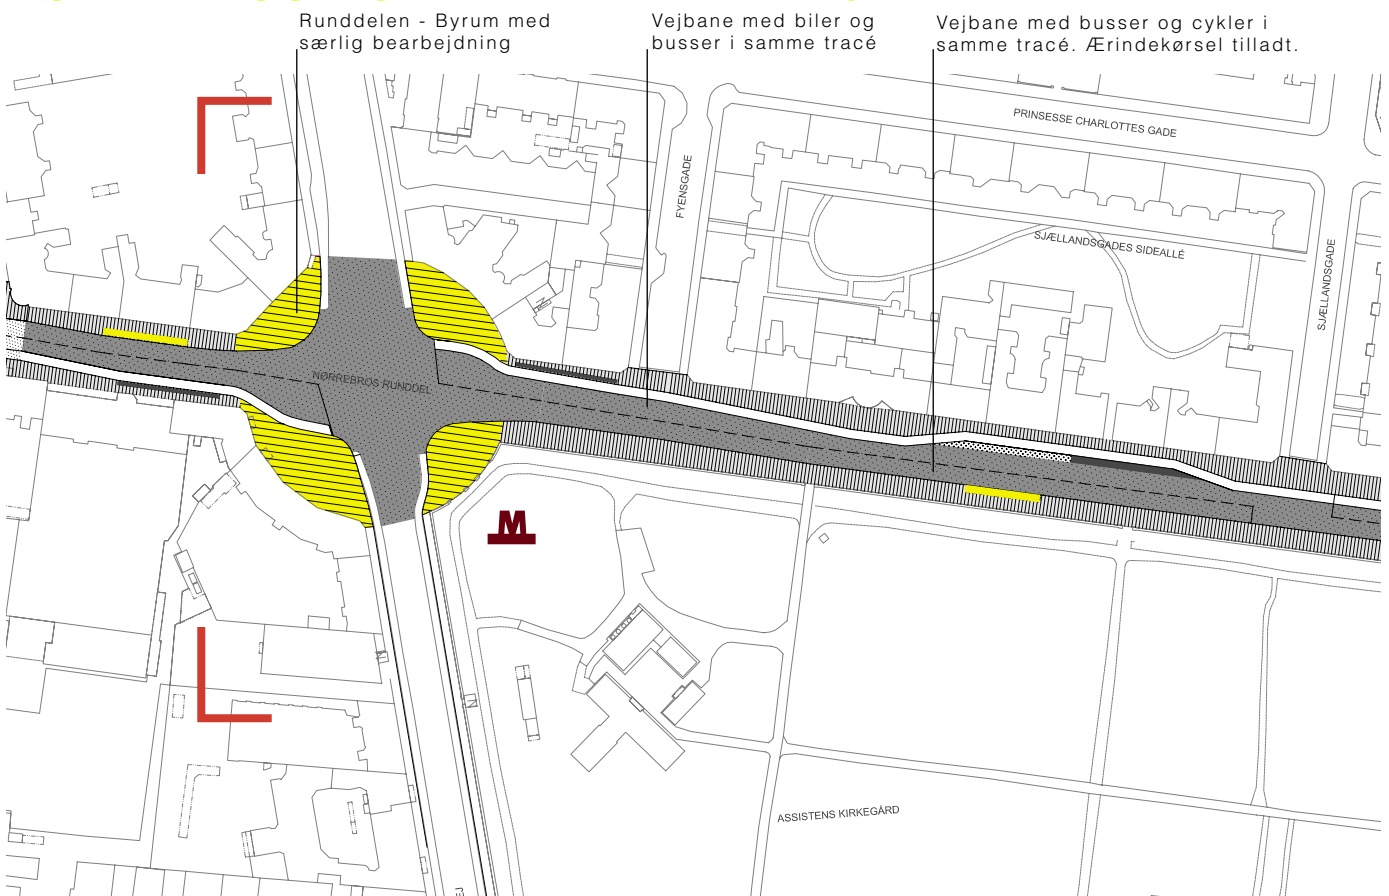 Runddelen - Byrum med
særlig bearbejdning
Vejbane med biler og
busser i samme tracé
Vejbane med busser og cykler i
samme tracé. Ærindekørsel tilladt.
PRINSESSE CHARLOTTES GADE
FYENSGADE
SJÆLLANDSGADES SIDEALLÉ
SJÆLLANDSGADE
NØRREBROS RUNDDEL
M
ASSISTENS KIRKEGÅRD